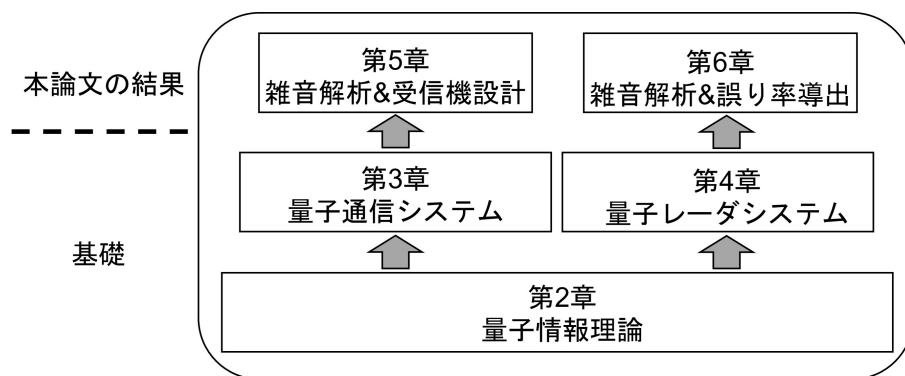 第5章
雑音解析&受信機設計
第6章
雑音解析&誤り率導出
本論文の結果
第3章
量子通信システム
第4章
量子レーダシステム
基礎
第2章
量子情報理論